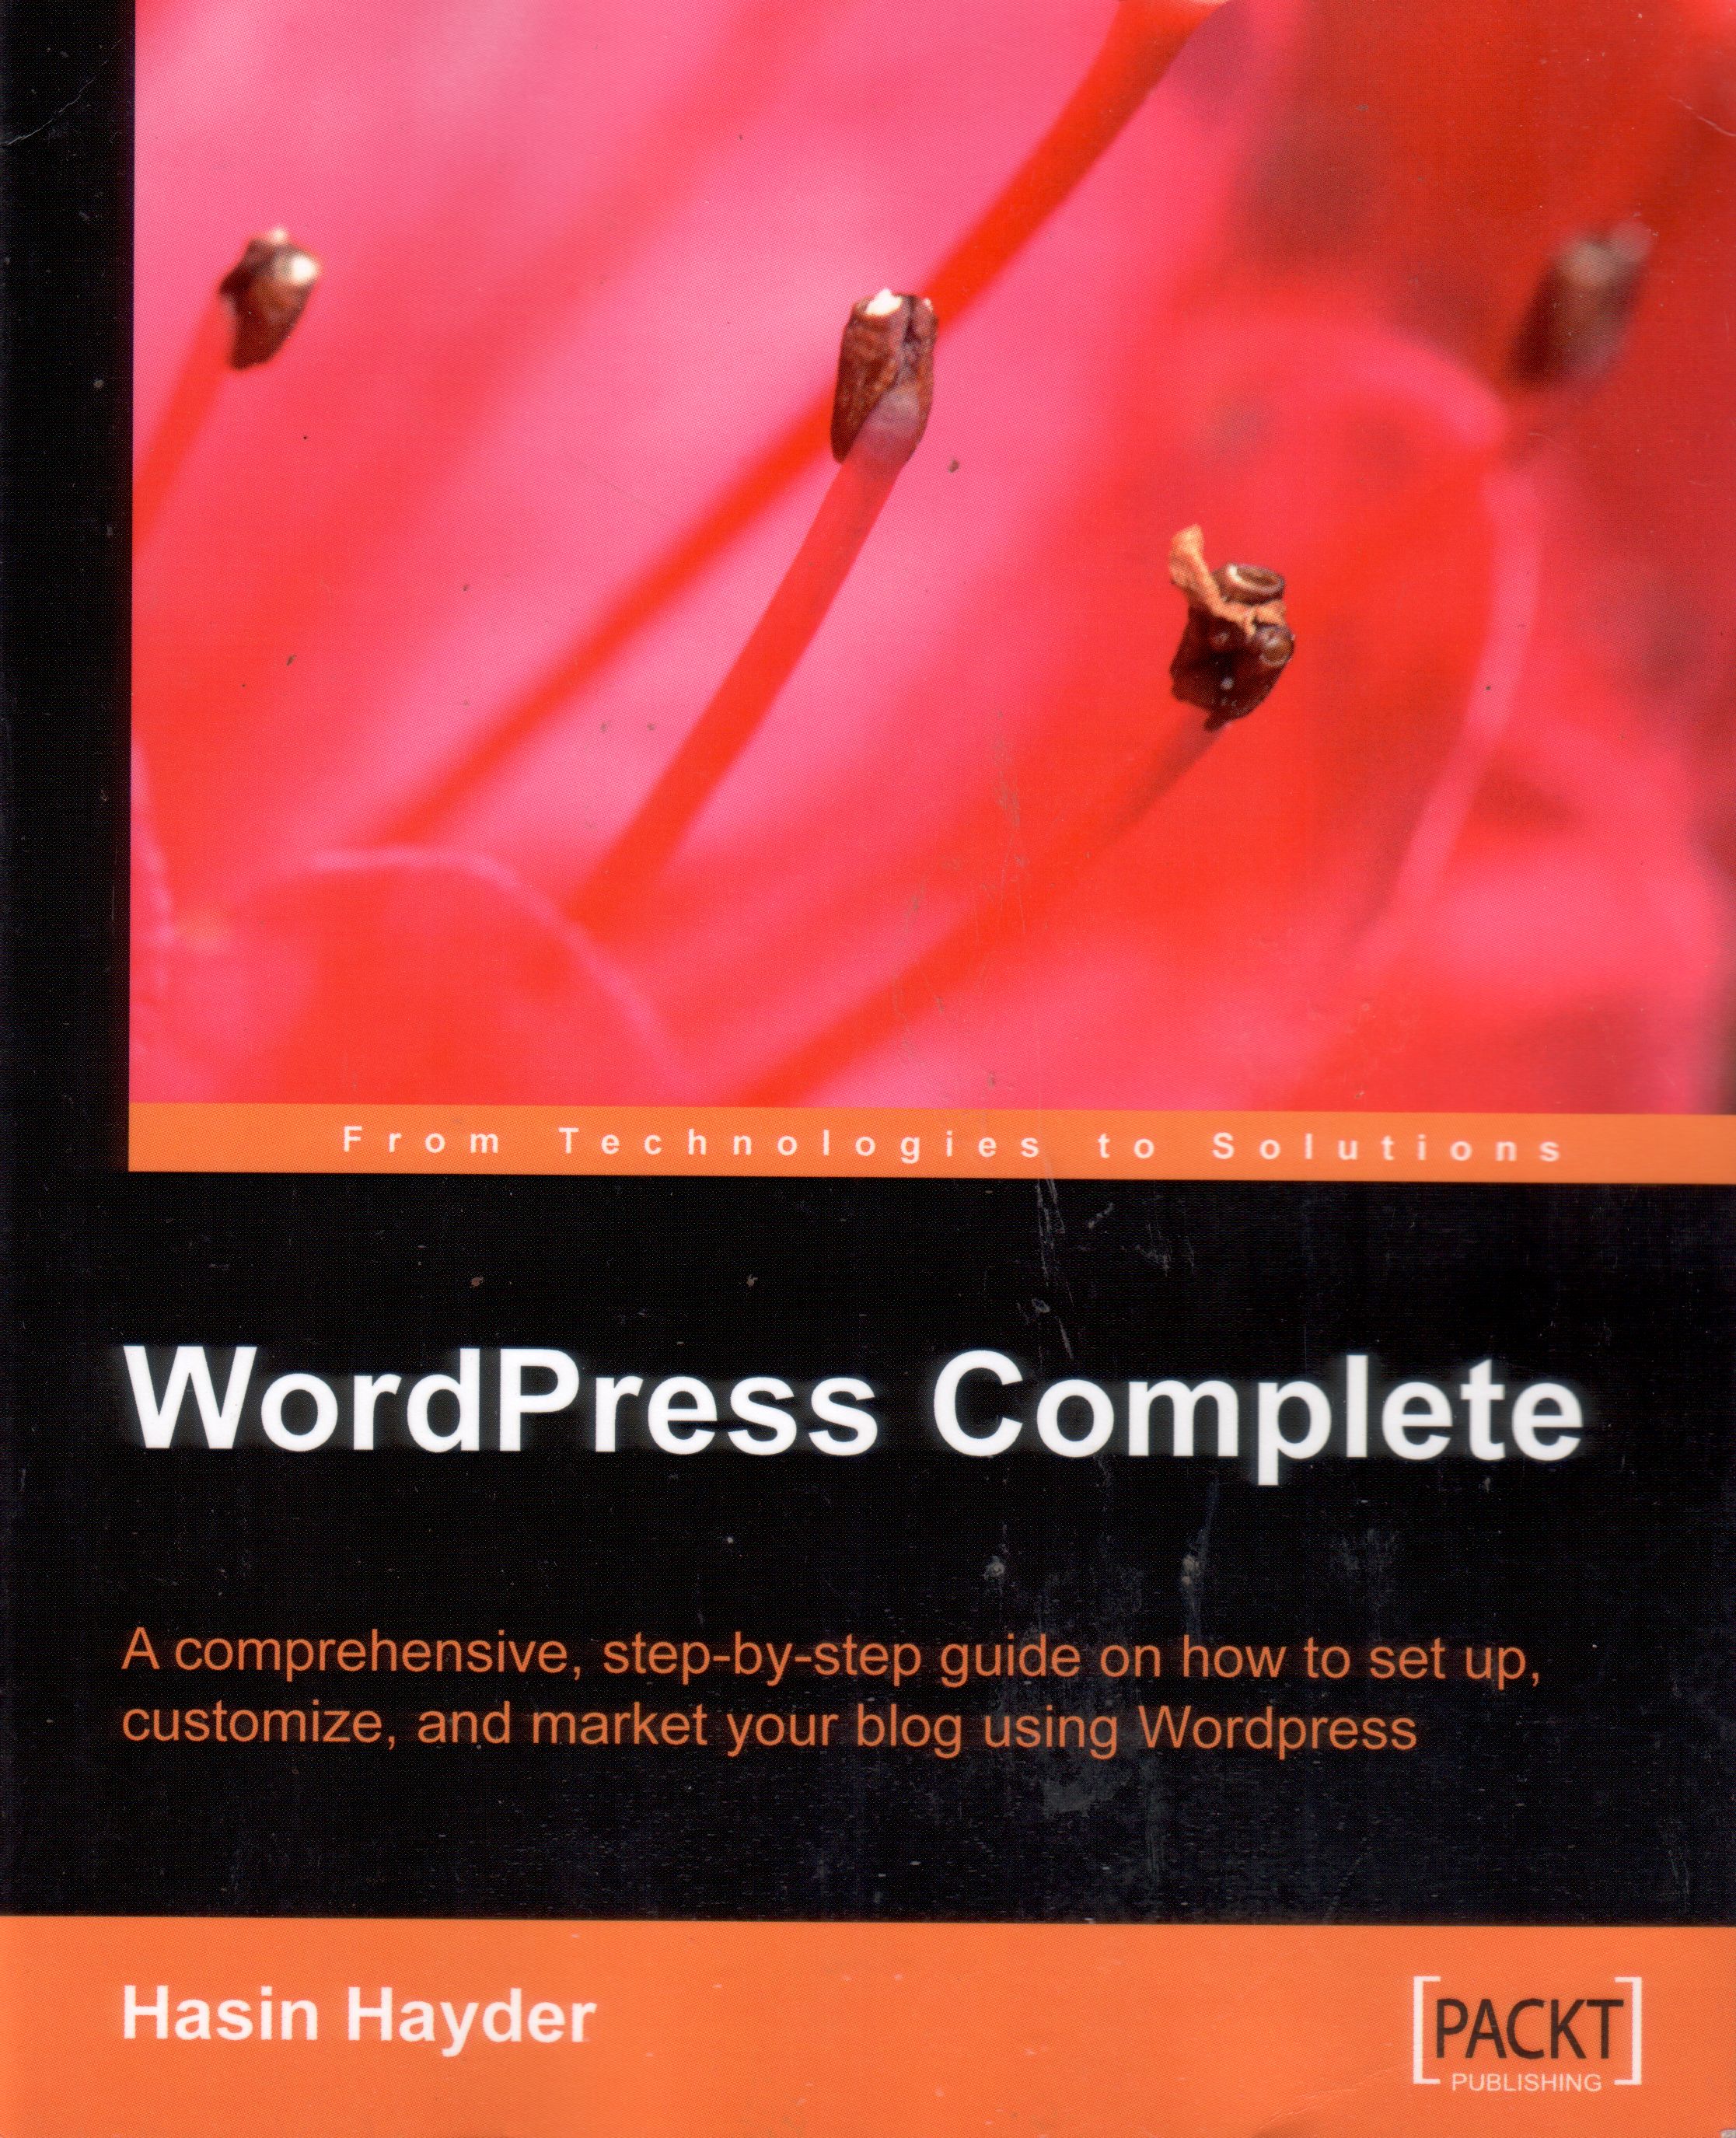 From Technologies to Solutions
WordPress Complete
A comprehensive, step-by-step guide on how to set up,
customize, and market your blog using Wordpress
Hasin Hayder
[PACKT]
PUBLISHING